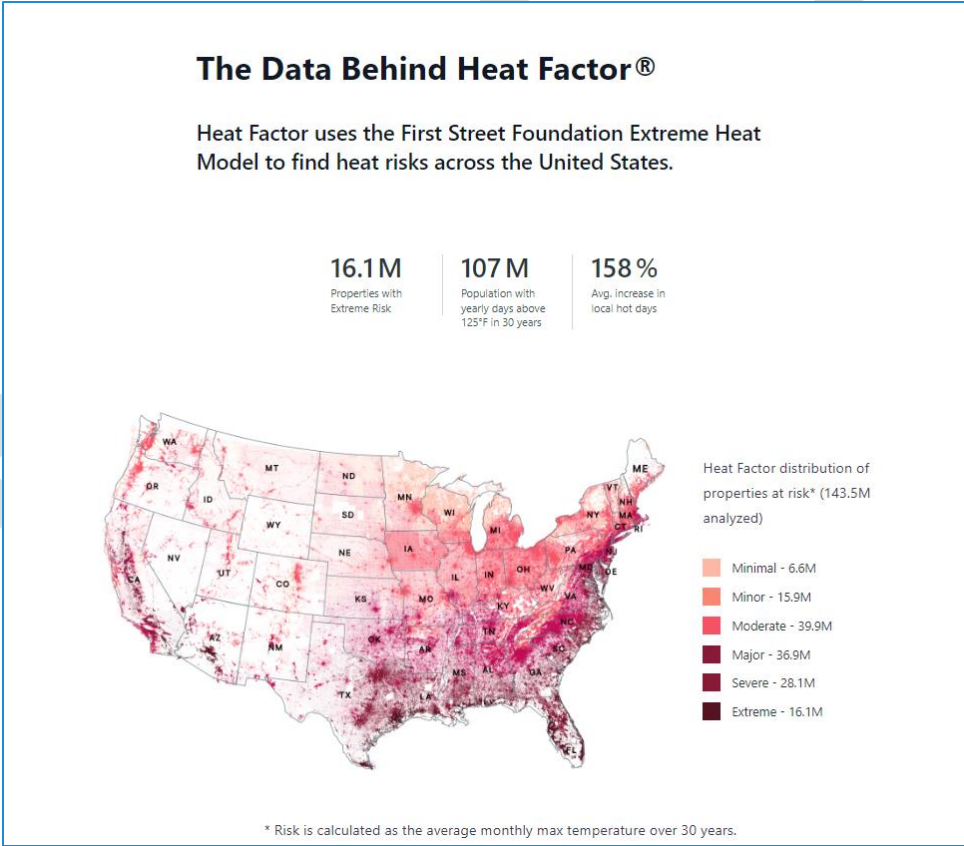 The Data Behind Heat Factor®
Heat Factor uses the First Street Foundation Extreme Heat
Model to find heat risks across the United States.
16.1 M
Properties with
Extreme Risk
107 M
Population with
yearly days above
125°F in 30 years
158 %
Avg. increase in
local hot days
WA
OR
ID
MT
ND
MN
WI
MI
SD
WY
NE
IA
NV
UT
CO
KS
CA
AZ
NM
OK
TX
MO
IL
IN
OH
KY
WV
VA
PA
NY
VT
NH
ME
MA
CT
RI
NJ
DE
MD
NC
TN
SC
AR
MS
AL
GA
LA
FL
Heat Factor distribution of
properties at risk* (143.5M
analyzed)
Minimal - 6.6M
Minor - 15.9M
Moderate - 39.9M
Major - 36.9M
Severe - 28.1M
Extreme - 16.1M
* Risk is calculated as the average monthly max temperature over 30 years.